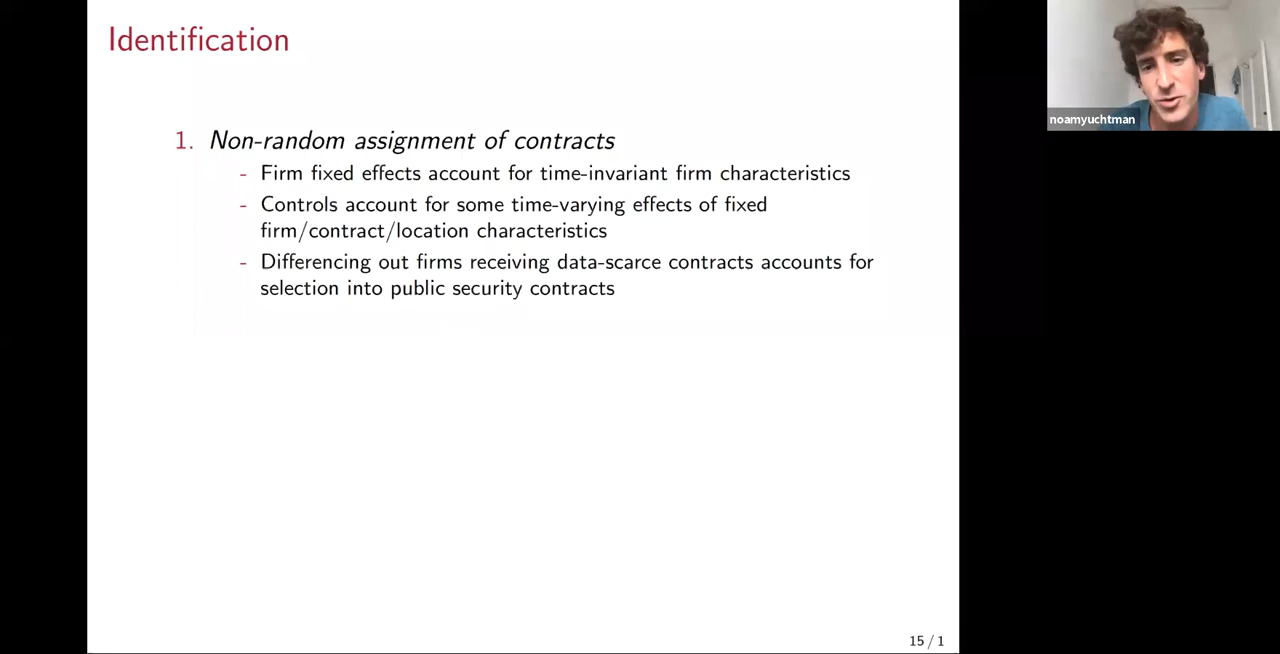 Identification
1. Non-random assignment of contracts
- Firm fixed effects account for time-invariant firm characteristics
- Controls account for some time-varying effects of fixed
firm/contract/location characteristics
- Differencing out firms receiving data-scarce contracts accounts for
selection into public security contracts
15 / 1
noamyuchtman